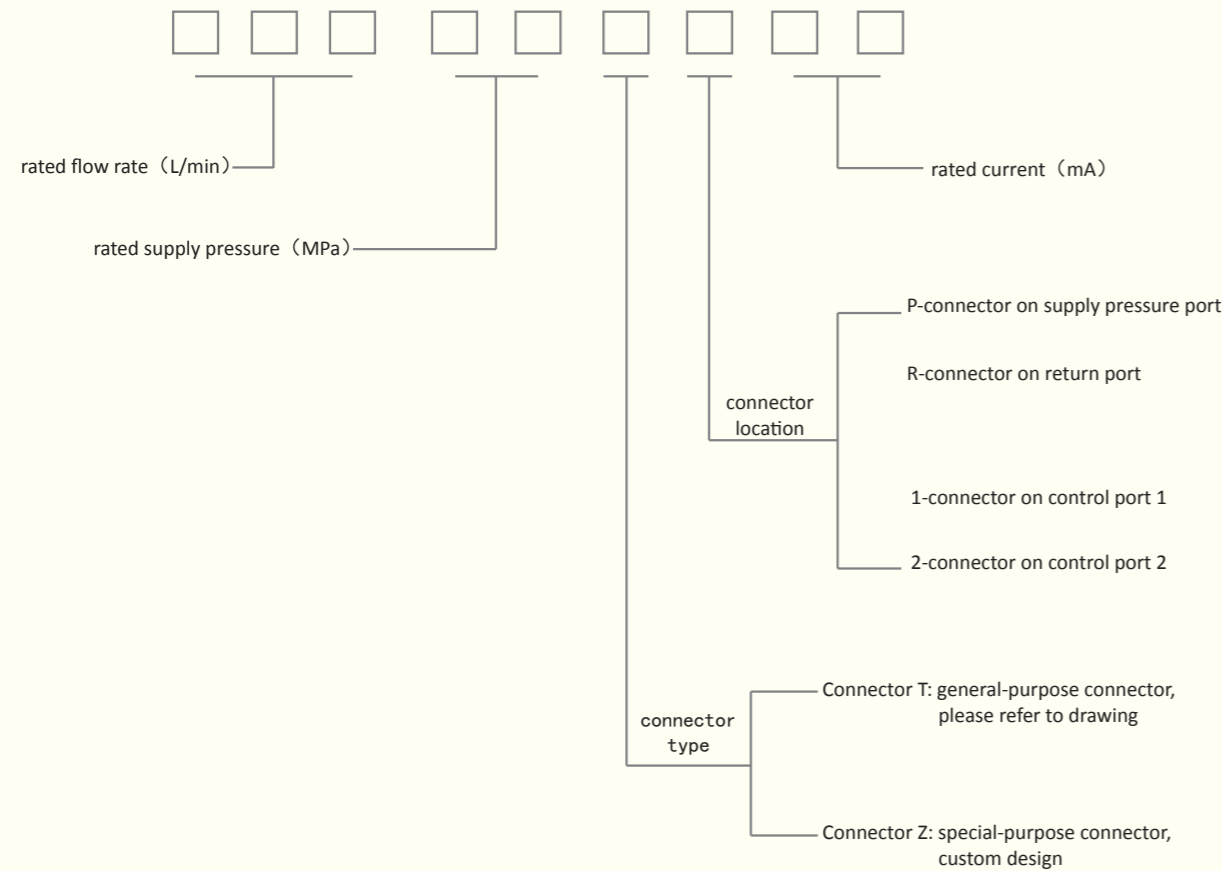 rated flow rate（L/min）
rated current（mA）
rated supply pressure（MPa）
P-connector on supply pressure port
R-connector on return port
connector
location
1-connector on control port 1
2-connector on control port 2
Connector T: general-purpose connector,
please refer to drawing
connector
type
Connector Z: special-purpose connector,
custom design